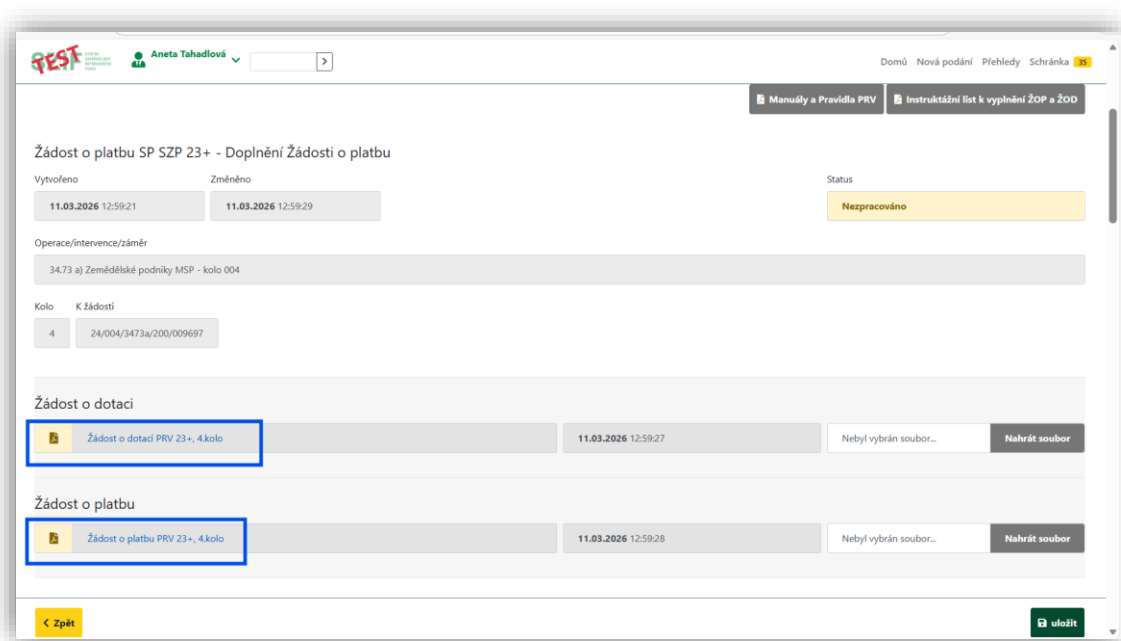 TEST
Aneta Tahadlová
Domů Nová podání Přehledy Schránka 35
Manuály a Pravidla PRV Instruktážní list k vyplnění ŽOP a ŽOD
Žádost o platbu SP SZP 23+ - Doplnění Žádosti o platbu
Vytvořeno Změněno Status
11.03.2026 12:59:21 11.03.2026 12:59:29 Nezpracováno
Operace/intervence/záměr
34.73 a) Zemědělské podniky MSP - kolo 004
Kolo K žádosti
4 24/004/3473a/200/009697
Žádost o dotaci
Žádost o dotaci PRV 23+, 4.kolo 11.03.2026 12:59:27 Nebyl vybrán soubor... Nahrát soubor
Žádost o platbu
Žádost o platbu PRV 23+, 4.kolo 11.03.2026 12:59:28 Nebyl vybrán soubor... Nahrát soubor
Zpět uložit